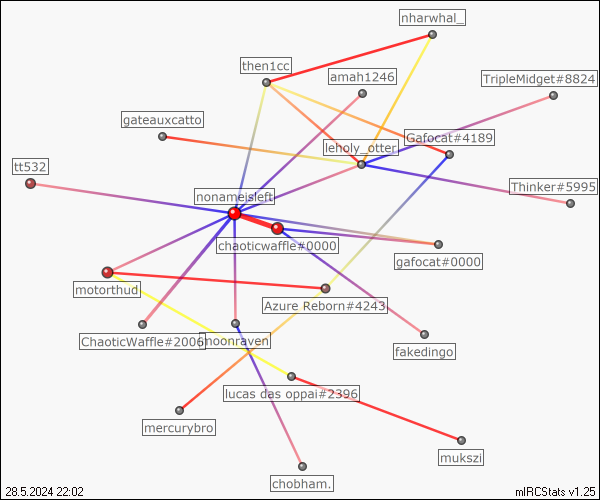 nharwhal_
then1cc
amah1246
TripleMidget#8824
gateauxcatto
Gafocat#4189
leholy_otter
tt532
Thinker#5995
nonameisleft
chaoticwaffle#0000
gafocat#0000
motorthud
Azure Reborn#4243
ChaoticWaffle#2006
moonraven
fakedingo
lucas das oppai#2396
mercurybro
mukszi
chobham.
28.5.2024 22:02
mIRCStats v1.25